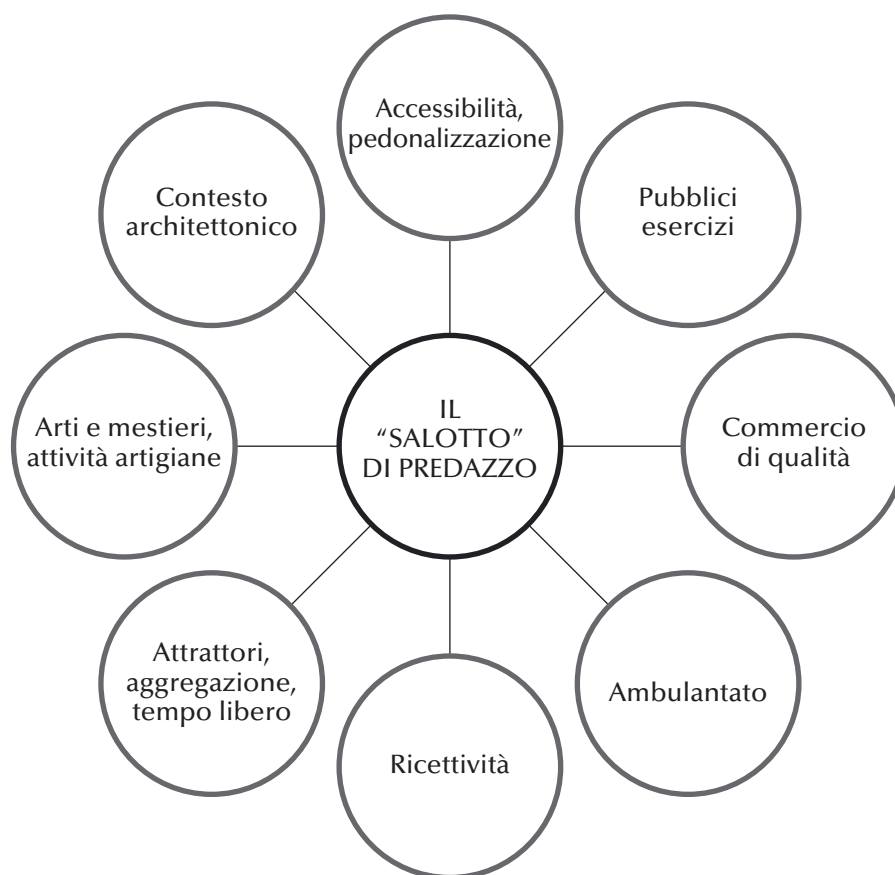 Accessibilità,
pedonalizzazione
Contesto
architettonico
Pubblici
esercizi
Arti e mestieri,
attività artigiane
IL
“SALOTTO”
DI PREDAZZO
Commercio
di qualità
Attrattori,
aggregazione,
tempo libero
Ambulantato
Ricettività